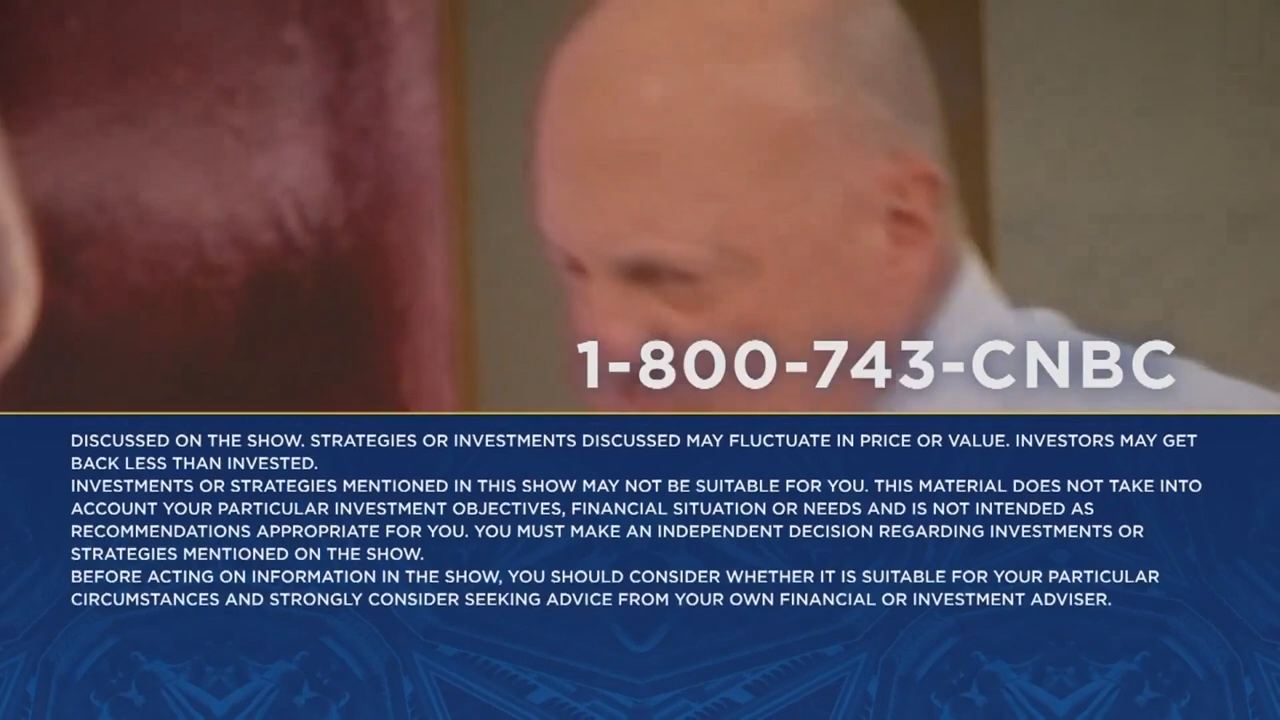 1-800-743-CNBC
DISCUSSED ON THE SHOW. STRATEGIES OR INVESTMENTS DISCUSSED MAY FLUCTUATE IN PRICE OR VALUE. INVESTORS MAY GET
BACK LESS THAN INVESTED.
INVESTMENTS OR STRATEGIES MENTIONED IN THIS SHOW MAY NOT BE SUITABLE FOR YOU. THIS MATERIAL DOES NOT TAKE INTO
ACCOUNT YOUR PARTICULAR INVESTMENT OBJECTIVES, FINANCIAL SITUATION OR NEEDS AND IS NOT INTENDED AS
RECOMMENDATIONS APPROPRIATE FOR YOU. YOU MUST MAKE AN INDEPENDENT DECISION REGARDING INVESTMENTS OR
STRATEGIES MENTIONED ON THE SHOW.
BEFORE ACTING ON INFORMATION IN THE SHOW, YOU SHOULD CONSIDER WHETHER IT IS SUITABLE FOR YOUR PARTICULAR
CIRCUMSTANCES AND STRONGLY CONSIDER SEEKING ADVICE FROM YOUR OWN FINANCIAL OR INVESTMENT ADVISER.